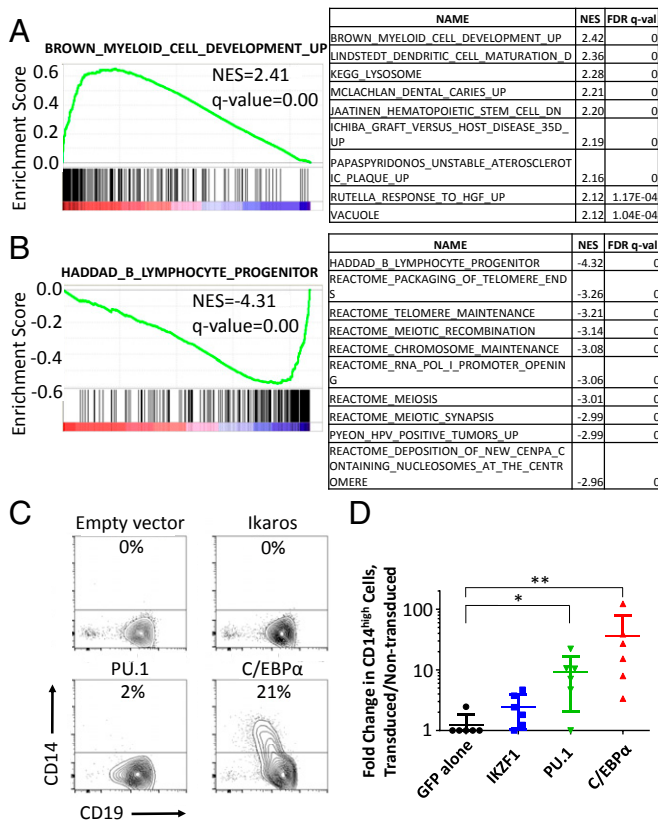 A
BROWN_MYELOID_CELL_DEVELOPMENT_UP
Enrichment Score
0.6
0.4
0.2
0.0
NES=2.41
q-value=0.00
NAME NES FDR q-val
BROWN_MYELOID_CELL_DEVELOPMENT_UP 2.42 0
LINDSTEDT_DENDRITIC_CELL_MATURATION_D 2.36 0
KEGG_LYSOSOME 2.28 0
MCLACHLAN_DENTAL_CARIES_UP 2.21 0
JAATINEN_HEMATOPOIETIC_STEM_CELL_DN 2.20 0
ICHIBA_GRAFT_VERSUS_HOST_DISEASE_35D_
UP 2.19 0
PAPASPYRIDONOS_UNSTABLE_ATEROSCLEROT
IC_PLAQUE_UP 2.16 0
RUTELLA_RESPONSE_TO_HGF_UP 2.12 1.17E-04
VACUOLE 2.12 1.04E-04
B
HADDAD_B_LYMPHOCYTE_PROGENITOR
Enrichment Score
0.0
-0.2
-0.4
-0.6
NES=-4.31
q-value=0.00
NAME NES FDR q-val
HADDAD_B_LYMPHOCYTE_PROGENITOR -4.32 0
REACTOME_PACKAGING_OF_TELOMERE_END
S -3.26 0
REACTOME_TELOMERE_MAINTENANCE -3.21 0
REACTOME_MEIOTIC_RECOMBINATION -3.14 0
REACTOME_CHROMOSOME_MAINTENANCE -3.08 0
REACTOME_RNA_POL_I_PROMOTER_OPENIN
G -3.06 0
REACTOME_MEIOSIS -3.01 0
REACTOME_MEIOTIC_SYNAPSIS -2.99 0
PYEON_HPV_POSITIVE_TUMORS_UP -2.99 0
REACTOME_DEPOSITION_OF_NEW_CENPA_C
ONTAINING_NUCLEOSOMES_AT_THE_CENTR
OMERE -2.96 0
C
Empty vector
0%
Ikaros
0%
PU.1
2%
C/EBPα
21%
CD14
CD19
D
Fold Change in CD14high Cells,
Transduced/Non-transduced
100
10
1
**
*
GFP alone
IKZF1
PU.1
C/EBPα